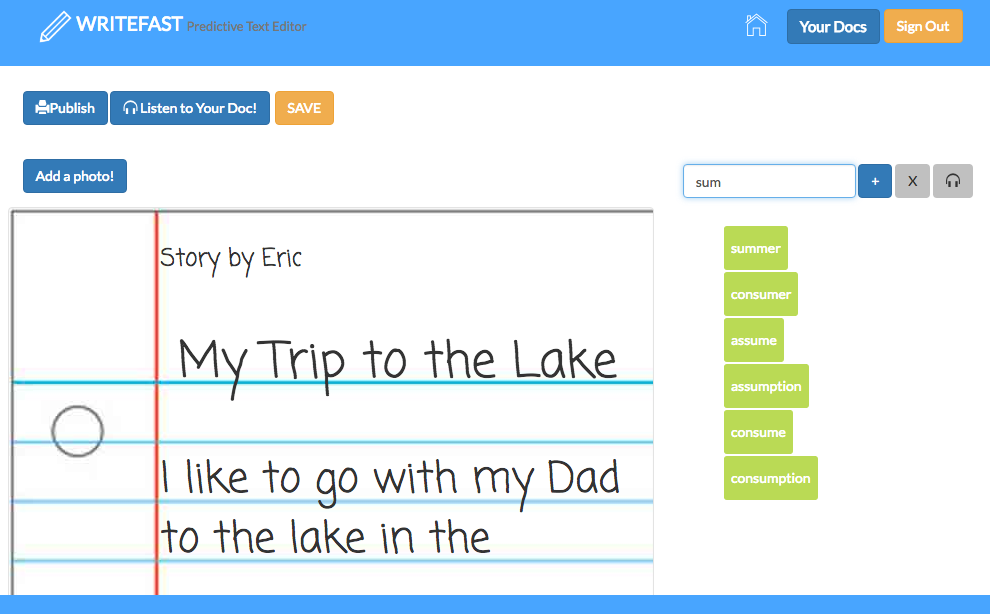 WRITEFAST Predictive Text Editor
Your Docs
Sign Out
Publish
Listen to Your Doc!
SAVE
Add a photo!
sum
+
X
summer
consumer
assume
assumption
consume
consumption
Story by Eric
My Trip to the Lake
I like to go with my Dad
to the lake in the